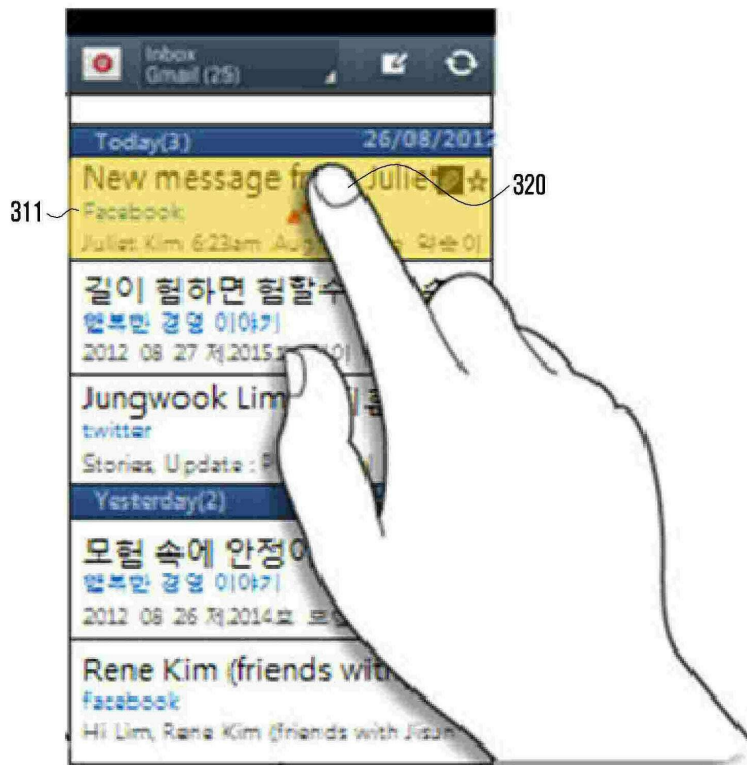 Inbox
Gmail (25)
Today(3) 26/08/2012
New message Juliet
311 320
Facebook
Juliet Kim 6:23am
길이 험하면 험할수
행복한 경영 이야기
2012 08 27
Jungwook Lim
twitter
Stories, Update :
Yesterday(2)
모험 속에 안정이
행복한 경영 이야기
2012 08 26
Rene Kim (friends with
facebook
Hi Lim, Rene Kim (friends with Jisun